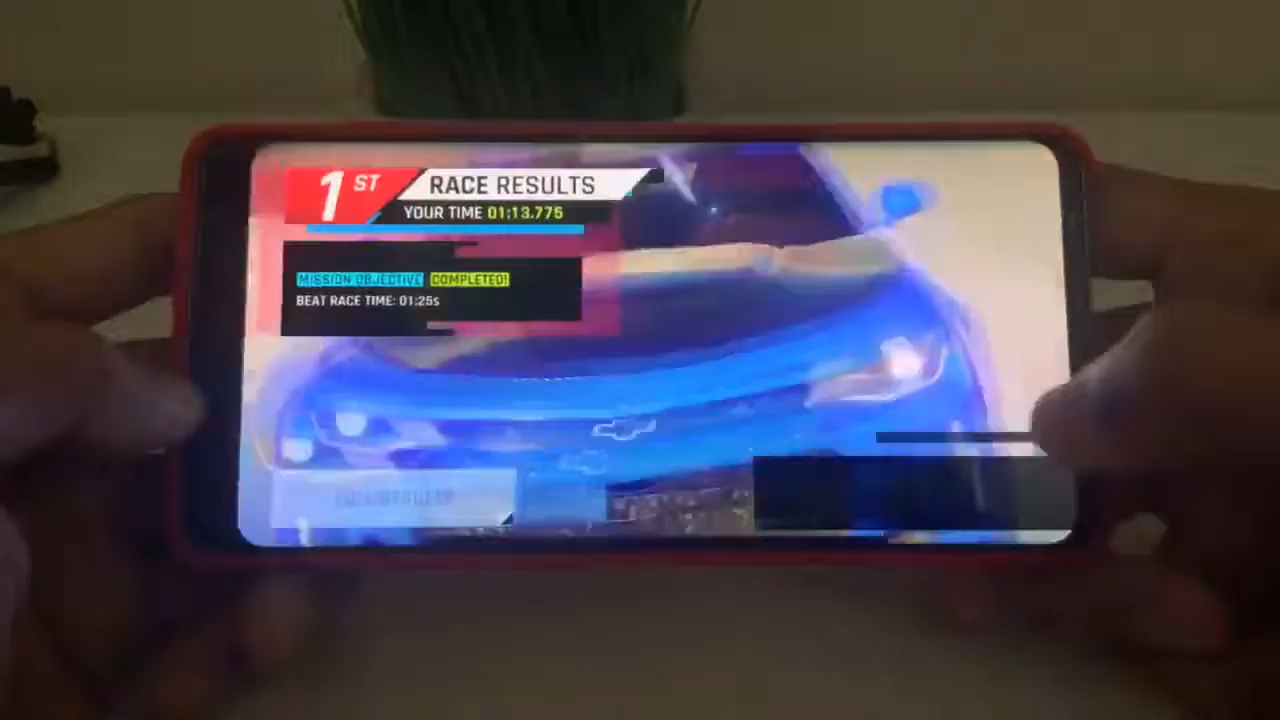 1ST
RACE RESULTS
YOUR TIME 01:13.775
MISSION OBJECTIVE COMPLETED!
BEAT RACE TIME: 01:25s